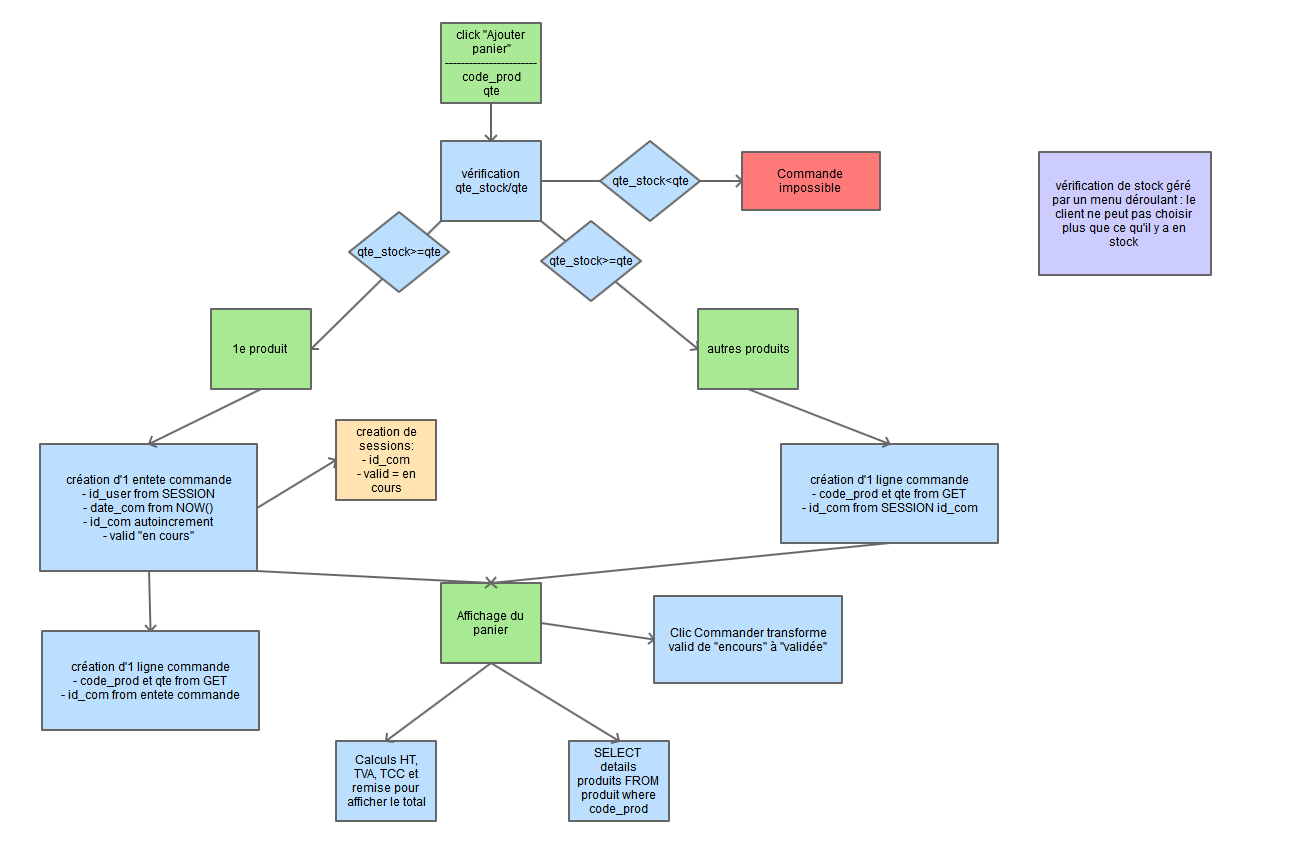 click "Ajouter
panier"
-----------------------
code_prod
qte
vérification
qte_stock/qte
qte_stock<qte
Commande
impossible
vérification de stock géré
par un menu déroulant : le
client ne peut pas choisir
plus que ce qu'il y a en
stock
qte_stock>=qte
qte_stock>=qte
1e produit
autres produits
création d'1 entete commande
- id_user from SESSION
- date_com from NOW()
- id_com autoincrement
- valid "en cours"
creation de
sessions:
- id_com
- valid = en
cours
création d'1 ligne commande
- code_prod et qte from GET
- id_com from SESSION id_com
création d'1 ligne commande
- code_prod et qte from GET
- id_com from entete commande
Affichage du
panier
Clic Commander transforme
valid de "encours" à "validée"
Calculs HT,
TVA, TCC et
remise pour
afficher le total
SELECT
details
produits FROM
produit where
code_prod